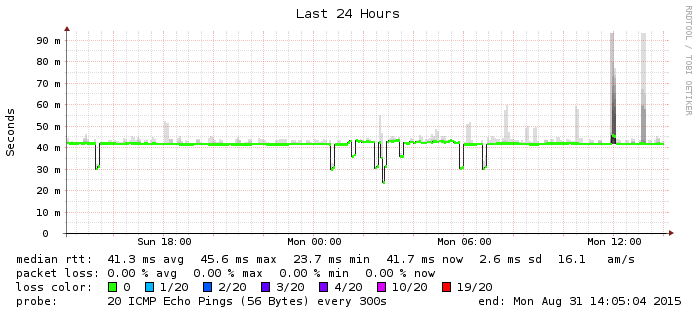 Last 24 Hours
RRDTOOL / TOBI OETIKER
Seconds
90 m
80 m
70 m
60 m
50 m
40 m
30 m
20 m
10 m
0
Sun 18:00 Mon 00:00 Mon 06:00 Mon 12:00
median rtt: 41.3 ms avg 45.6 ms max 23.7 ms min 41.7 ms now 2.6 ms sd 16.1 am/s
packet loss: 0.00 % avg 0.00 % max 0.00 % min 0.00 % now
loss color: 0 1/20 2/20 3/20 4/20 10/20 19/20
probe: 20 ICMP Echo Pings (56 Bytes) every 300s end: Mon Aug 31 14:05:04 2015